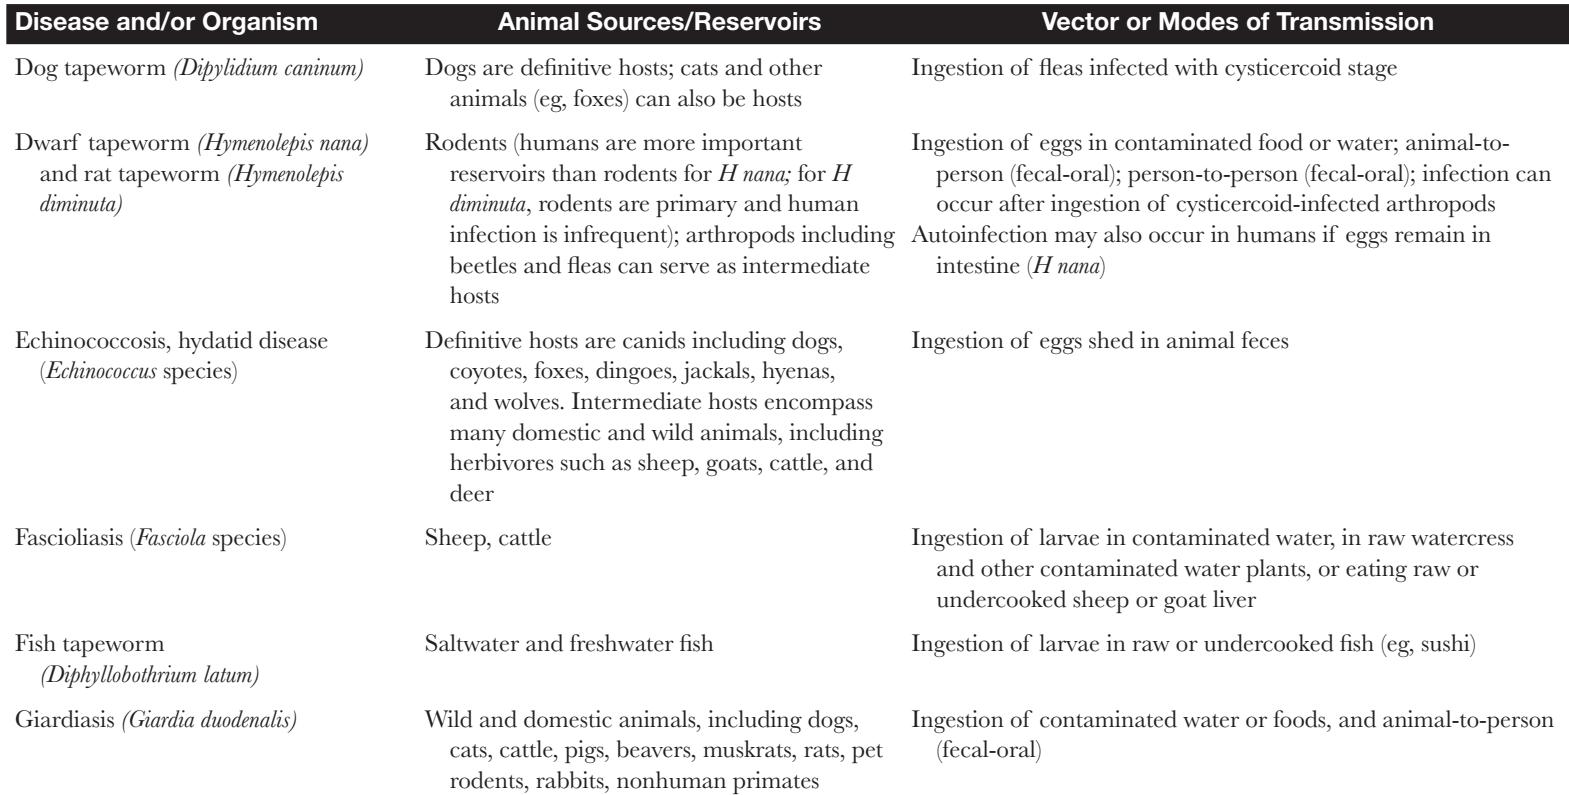 Disease and/or Organism
Animal Sources/Reservoirs
Vector or Modes of Transmission
Dog tapeworm (Dipylidium caninum)
Dogs are definitive hosts; cats and other
animals (eg, foxes) can also be hosts
Ingestion of fleas infected with cysticercoid stage
Dwarf tapeworm (Hymenolepis nana)
and rat tapeworm (Hymenolepis
diminuta)
Rodents (humans are more important
reservoirs than rodents for H nana; for H
diminuta, rodents are primary and human
infection is infrequent); arthropods including
beetles and fleas can serve as intermediate
hosts
Ingestion of eggs in contaminated food or water; animal-to-
person (fecal-oral); person-to-person (fecal-oral); infection can
occur after ingestion of cysticercoid-infected arthropods
Autoinfection may also occur in humans if eggs remain in
intestine (H nana)
Echinococcosis, hydatid disease
(Echinococcus species)
Definitive hosts are canids including dogs,
coyotes, foxes, dingoes, jackals, hyenas,
and wolves. Intermediate hosts encompass
many domestic and wild animals, including
herbivores such as sheep, goats, cattle, and
deer
Ingestion of eggs shed in animal feces
Fascioliasis (Fasciola species)
Sheep, cattle
Ingestion of larvae in contaminated water, in raw watercress
and other contaminated water plants, or eating raw or
undercooked sheep or goat liver
Fish tapeworm
(Diphyllobothrium latum)
Saltwater and freshwater fish
Ingestion of larvae in raw or undercooked fish (eg, sushi)
Giardiasis (Giardia duodenalis)
Wild and domestic animals, including dogs,
cats, cattle, pigs, beavers, muskrats, rats, pet
rodents, rabbits, nonhuman primates
Ingestion of contaminated water or foods, and animal-to-person
(fecal-oral)